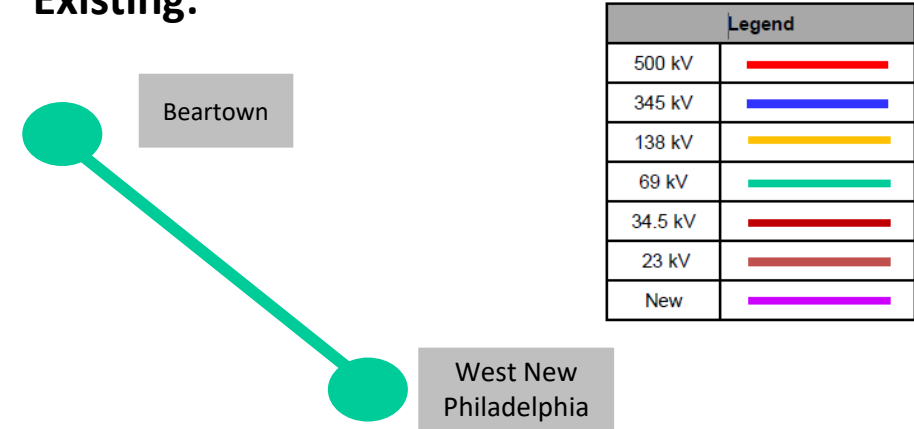 Existing:
Beartown
West New
Philadelphia
Legend
500 kV
345 kV
138 kV
69 kV
34.5 kV
23 kV
New